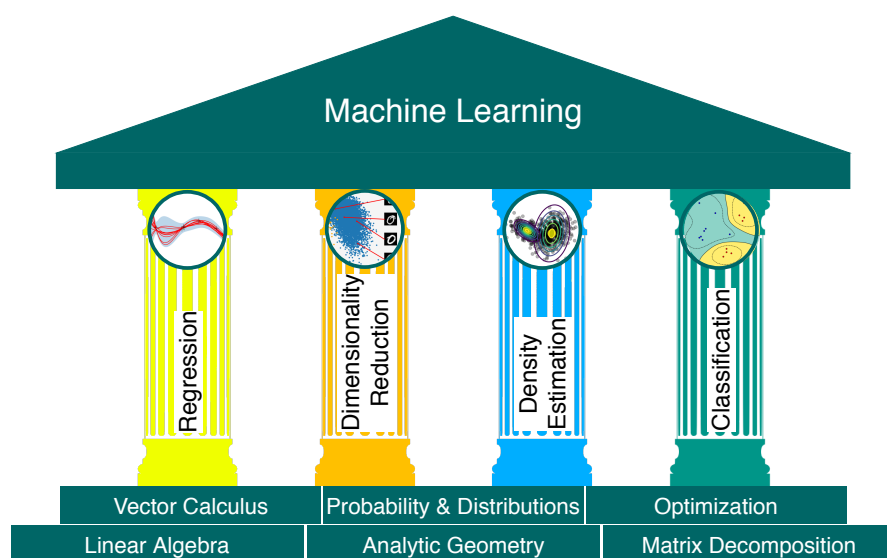 Machine Learning
Regression
Dimensionality
Reduction
Density
Estimation
Classification
Vector Calculus
Probability & Distributions
Optimization
Linear Algebra
Analytic Geometry
Matrix Decomposition